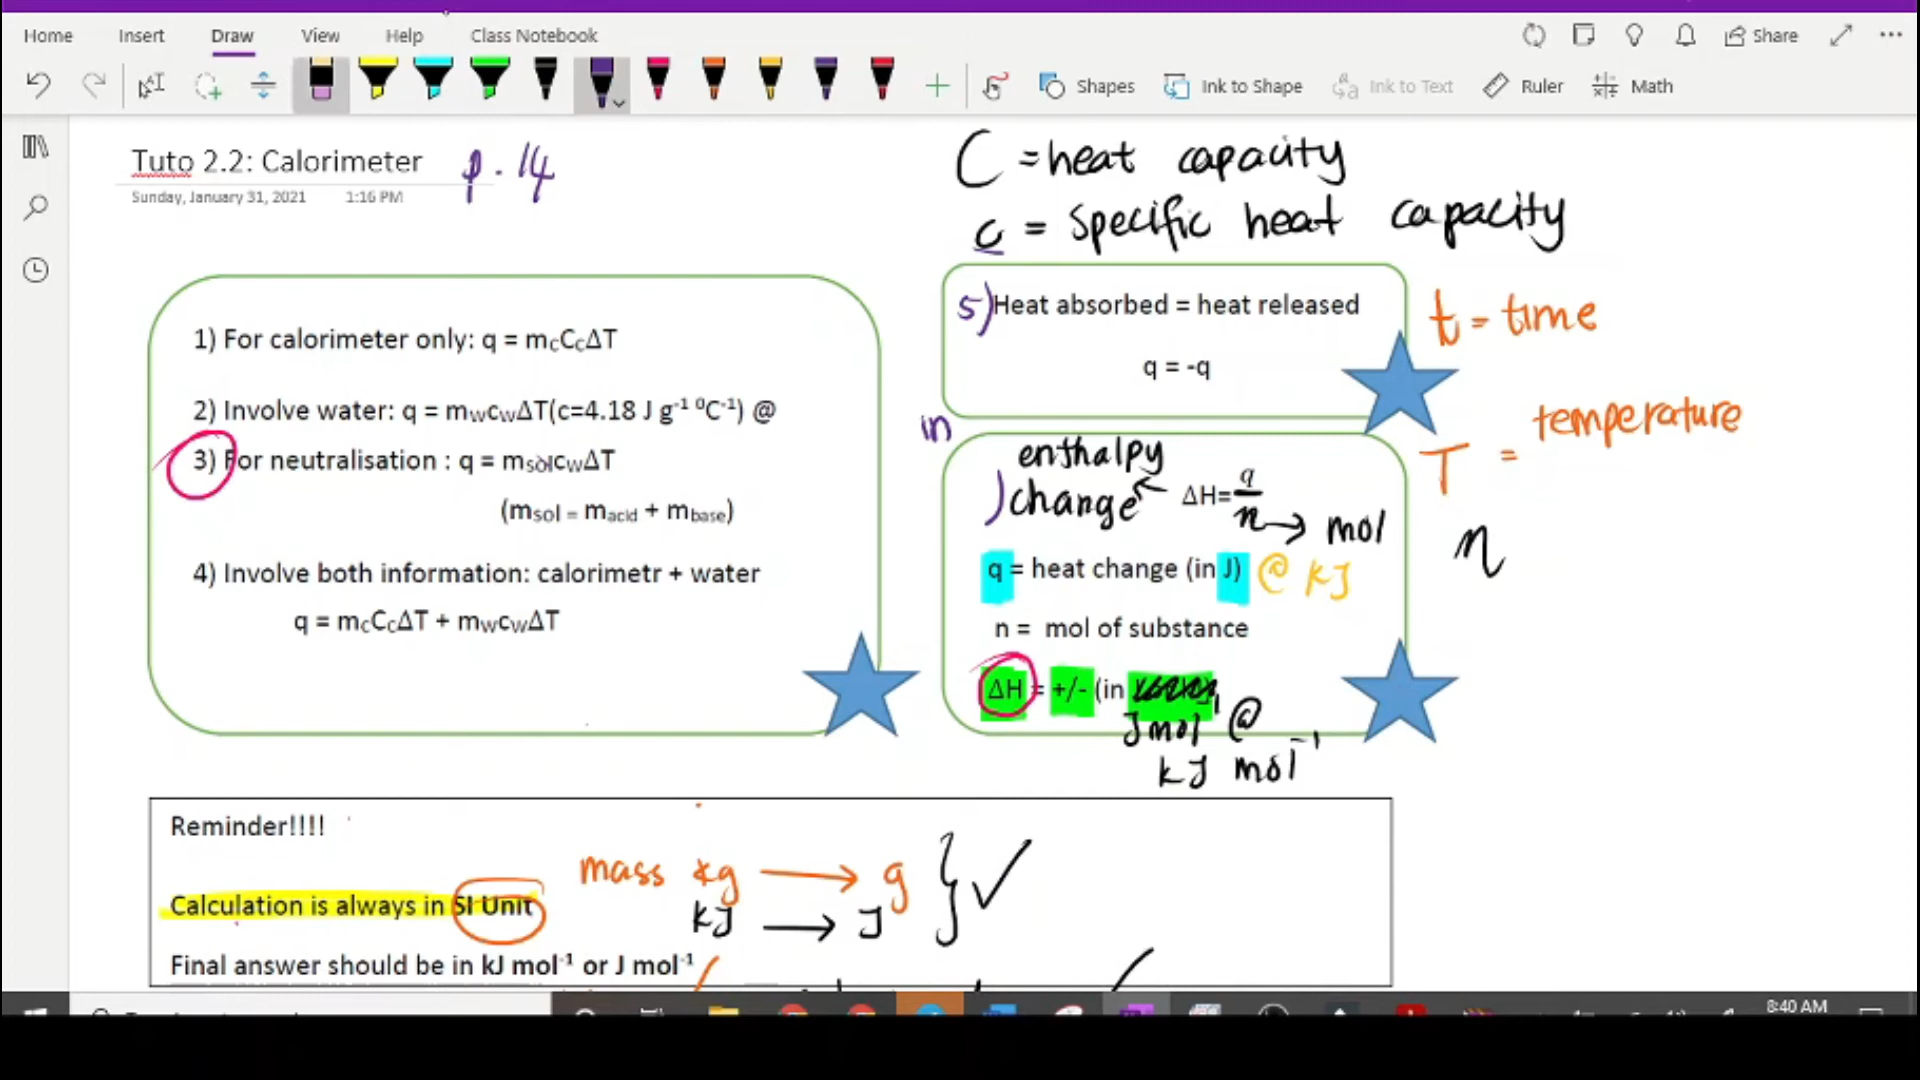 Home Insert Draw View Help Class Notebook Share
Shapes Ink to Shape Ink to Text Ruler Math
Tuto 2.2: Calorimeter p. 14
Sunday, January 31, 2021 1:16 PM
C = heat capacity
c = specific heat capacity
1) For calorimeter only: q = mcCcΔT
2) Involve water: q = mwcwΔT(c=4.18 J g⁻¹ ⁰C⁻¹) @
3) For neutralisation : q = msolcwΔT
(msol = macid + mbase)
4) Involve both information: calorimetr + water
q = mcCcΔT + mwcwΔT
5) Heat absorbed = heat released
q = -q
t = time
T = temperature
n
in
) enthalpy change ← ΔH= q/n → mol
q = heat change (in J) @ kJ
n = mol of substance
ΔH = +/- (in
J mol⁻¹ @
kJ mol⁻¹
Reminder!!!!
mass kg → g
Calculation is always in SI Unit
kJ → J
Final answer should be in kJ mol⁻¹ or J mol⁻¹
8:40 AM